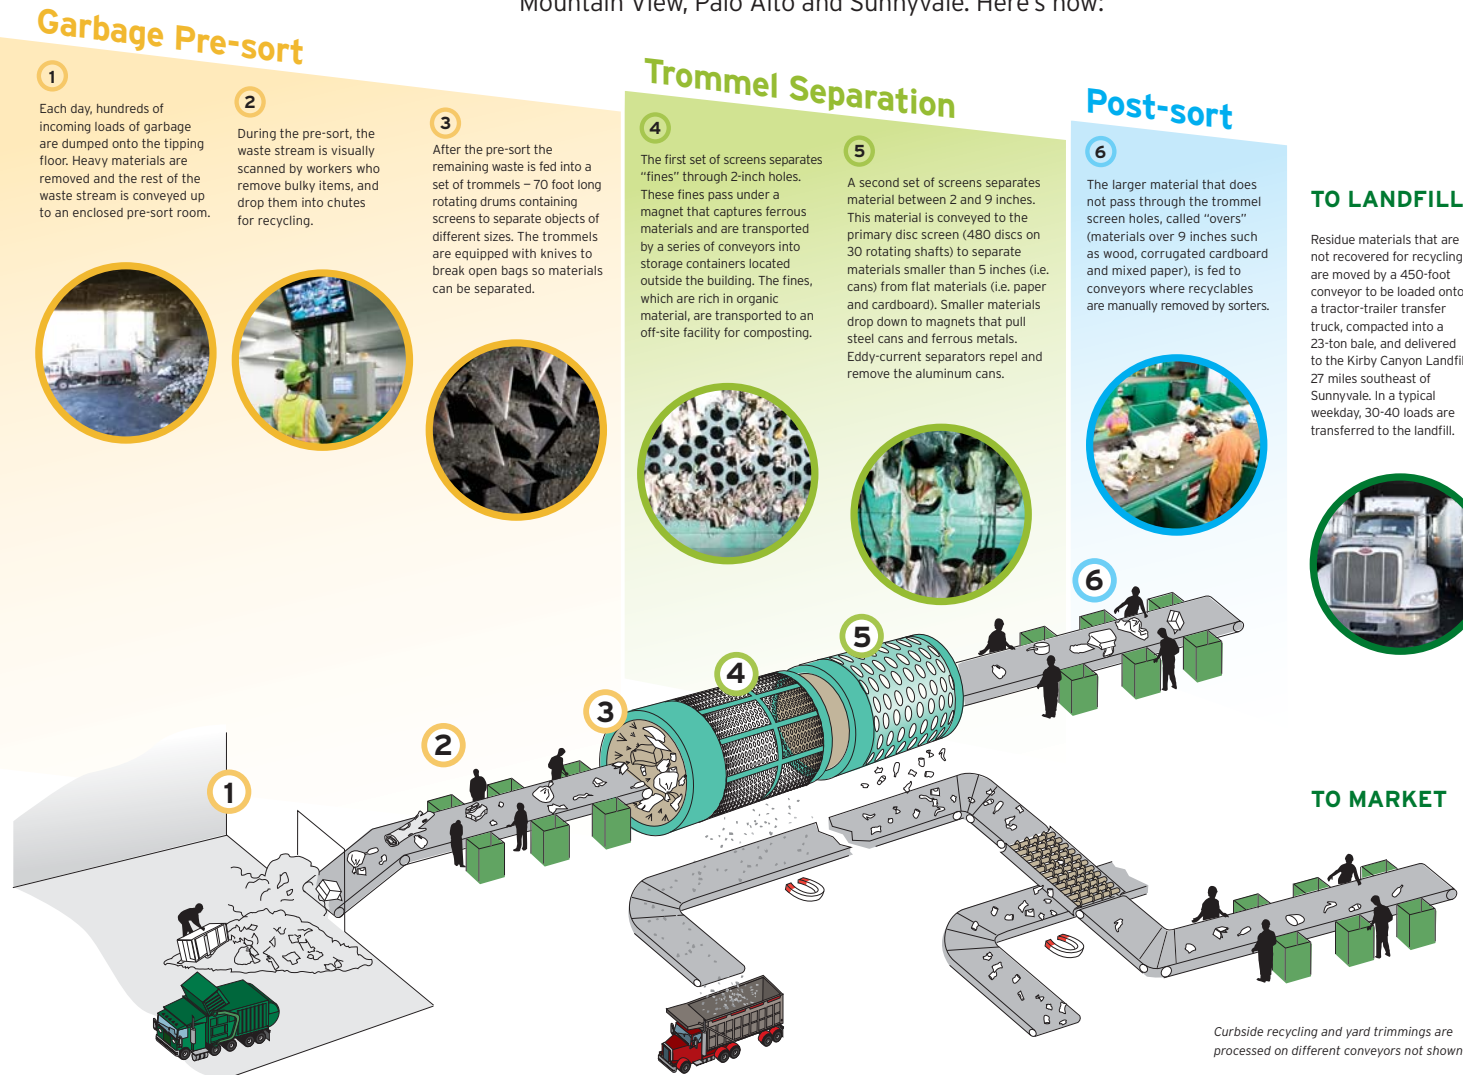 Mountain View, Palo Alto and Sunnyvale. Here's how:
Garbage Pre-sort
1
Each day, hundreds of
incoming loads of garbage
are dumped onto the tipping
floor. Heavy materials are
removed and the rest of the
waste stream is conveyed up
to an enclosed pre-sort room.
2
During the pre-sort, the
waste stream is visually
scanned by workers who
remove bulky items, and
drop them into chutes
for recycling.
3
After the pre-sort the
remaining waste is fed into a
set of trommels – 70 foot long
rotating drums containing
screens to separate objects of
different sizes. The trommels
are equipped with knives to
break open bags so materials
can be separated.
Trommel Separation
4
The first set of screens separates
“fines” through 2-inch holes.
These fines pass under a
magnet that captures ferrous
materials and are transported
by a series of conveyors into
storage containers located
outside the building. The fines,
which are rich in organic
material, are transported to an
off-site facility for composting.
5
A second set of screens separates
material between 2 and 9 inches.
This material is conveyed to the
primary disc screen (480 discs on
30 rotating shafts) to separate
materials smaller than 5 inches (i.e.
cans) from flat materials (i.e. paper
and cardboard). Smaller materials
drop down to magnets that pull
steel cans and ferrous metals.
Eddy-current separators repel and
remove the aluminum cans.
Post-sort
6
The larger material that does
not pass through the trommel
screen holes, called “overs”
(materials over 9 inches such
as wood, corrugated cardboard
and mixed paper), is fed to
conveyors where recyclables
are manually removed by sorters.
TO LANDFILL
Residue materials that are
not recovered for recycling
are moved by a 450-foot
conveyor to be loaded onto
a tractor-trailer transfer
truck, compacted into a
23-ton bale, and delivered
to the Kirby Canyon Landfil
27 miles southeast of
Sunnyvale. In a typical
weekday, 30-40 loads are
transferred to the landfill.
6
5
4
3
2
1
TO MARKET
Curbside recycling and yard trimmings are
processed on different conveyors not shown